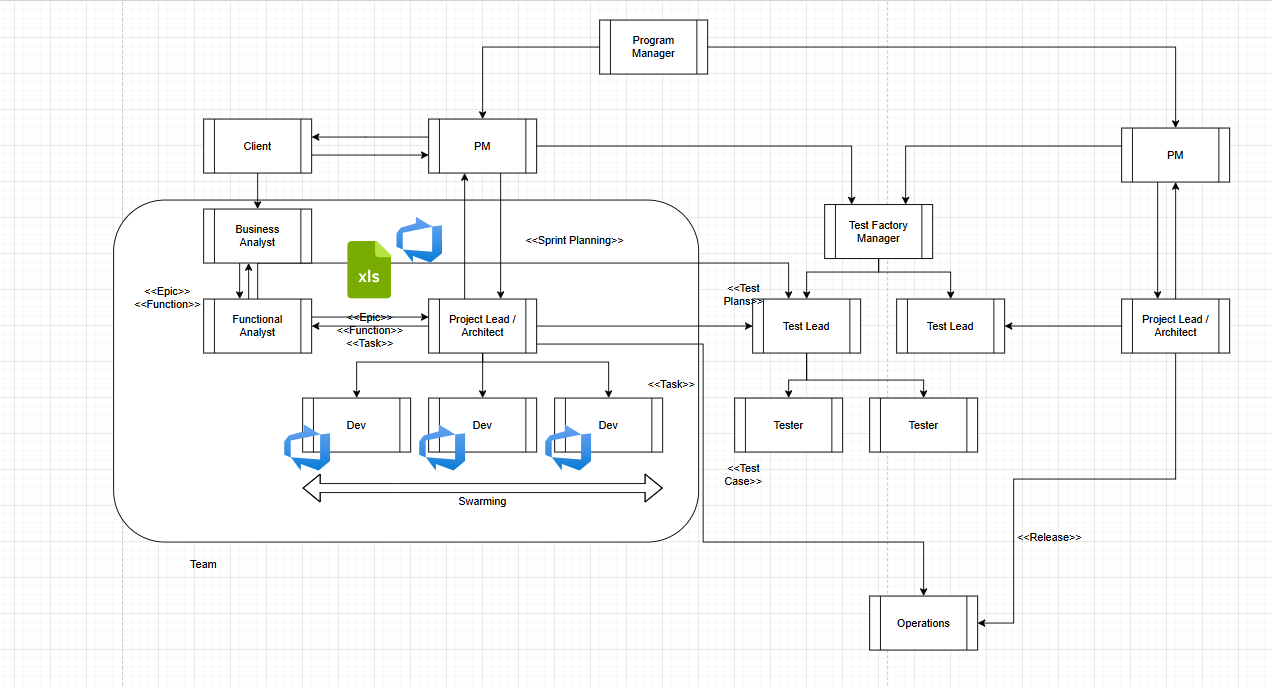 Program
Manager
Client
PM
PM
Business
Analyst
Test Factory
Manager
<<Sprint Planning>>
xls
<<Epic>>
<<Function>>
<<Test
Plans>>
Functional
Analyst
<<Epic>>
<<Function>>
<<Task>>
Project Lead /
Architect
Test Lead
Test Lead
Project Lead /
Architect
<<Task>>
Dev
Dev
Dev
Tester
Tester
<<Test
Case>>
Swarming
<<Release>>
Team
Operations